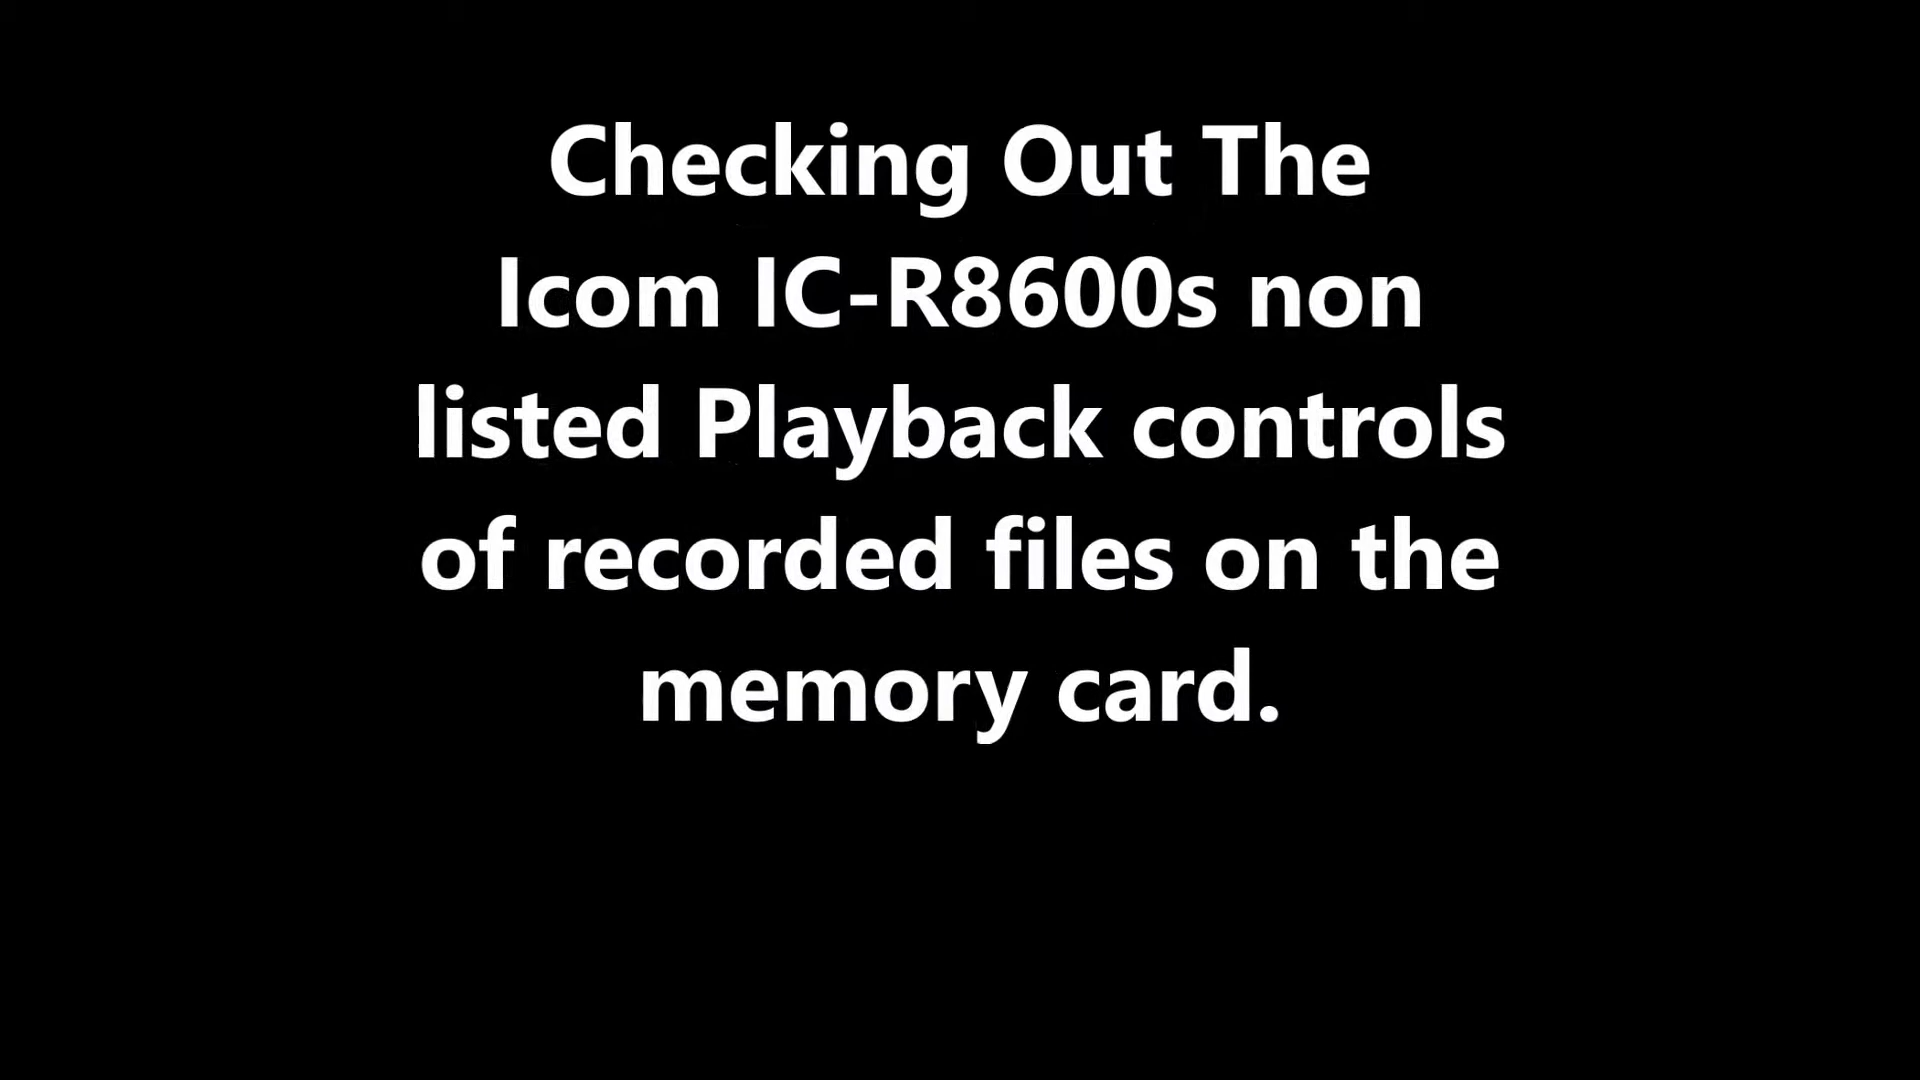 Checking Out The
Icom IC-R8600s non
listed Playback controls
of recorded files on the
memory card.